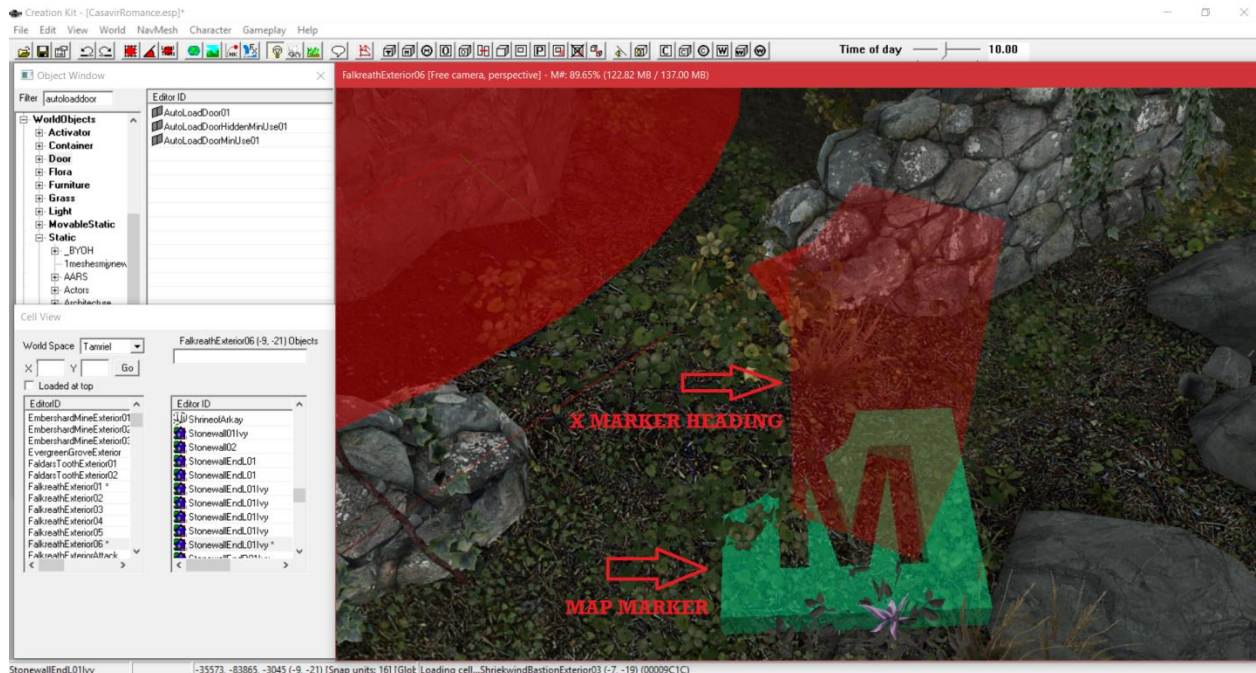 Creation Kit - [CasavirRomance.esp]*
File Edit View World NavMesh Character Gameplay Help
Time of day 10.00
Object Window
Filter autoloaddoor
Editor ID
AutoLoadDoor01
AutoLoadDoorHiddenMinUse01
AutoLoadDoorMinUse01
WorldObjects
Activator
Container
Door
Flora
Furniture
Grass
Light
MovableStatic
Static
_BYOH
AARS
Actors
Architecture
FalkreathExterior06 [Free camera, perspective] - M#: 89.65% (122.82 MB / 137.00 MB)
X MARKER HEADING
MAP MARKER
Cell View
World Space Tamriel
X Y Go
Loaded at top
FalkreathExterior06 (-9, -21) Objects
EditorID
EmbershardMineExterior01
EmbershardMineExterior02
EmbershardMineExterior03
EvergreenGroveExterior
FaldarsToothExterior01
FaldarsToothExterior02
FalkreathExterior01 *
FalkreathExterior02
FalkreathExterior03
FalkreathExterior04
FalkreathExterior05
FalkreathExterior06 *
FalkreathExteriorAttack
Editor ID
ShrineofArkay
Stonewall01Ivy
Stonewall02
StonewallEndL01
StonewallEndL01
StonewallEndL01Ivy
StonewallEndL01Ivy
StonewallEndL01Ivy
StonewallEndL01Ivy
StonewallEndL01Ivy *
StonewallEndL01Ivy
-35573, -83865, -3045 (-9, -21) [Snap units: 16] [Glob
Loading cell...ShriekwindBastionExterior03 (-7, -19) (00009C1C)